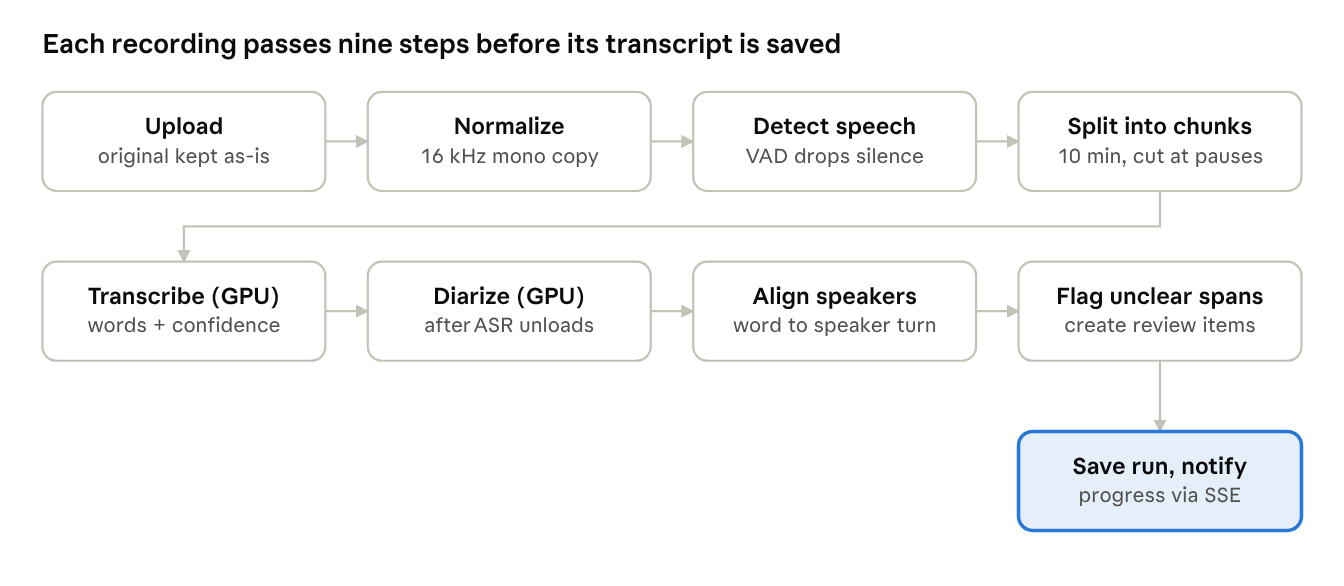 Each recording passes nine steps before its transcript is saved
Upload
original kept as-is
Normalize
16 kHz mono copy
Detect speech
VAD drops silence
Split into chunks
10 min, cut at pauses
Transcribe (GPU)
words + confidence
Diarize (GPU)
after ASR unloads
Align speakers
word to speaker turn
Flag unclear spans
create review items
Save run, notify
progress via SSE